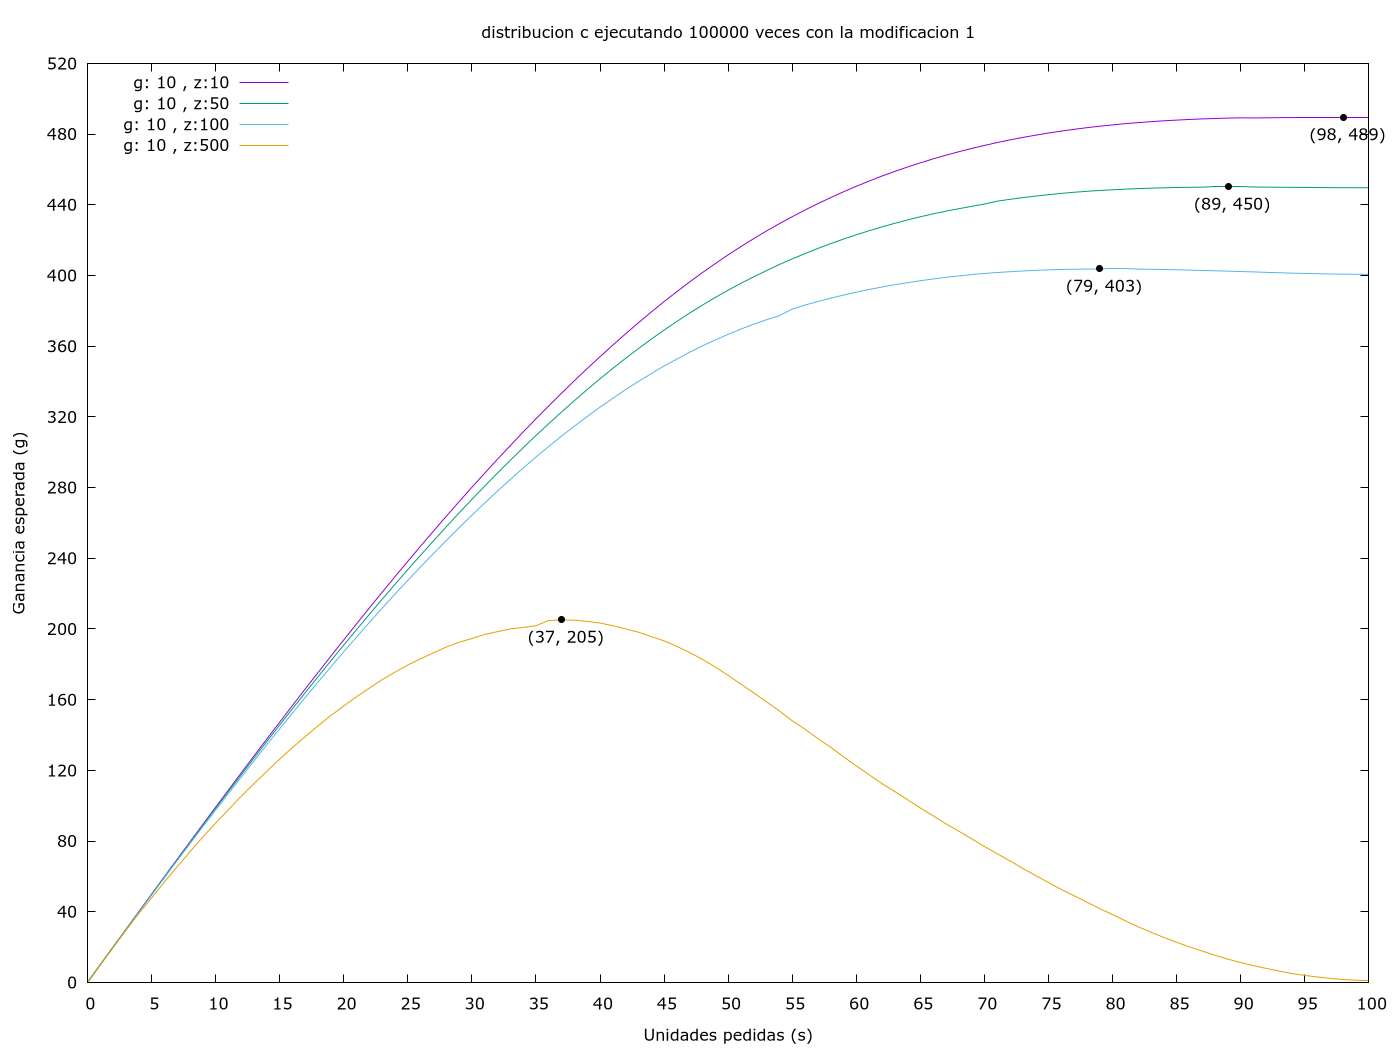 distribucion c ejecutando 100000 veces con la modificacion 1
520
480
440
400
360
320
280
240
200
160
120
80
40
0
Ganancia esperada (g)
g: 10 , z:10
g: 10 , z:50
g: 10 , z:100
g: 10 , z:500
(98, 489)
(89, 450)
(79, 403)
(37, 205)
0 5 10 15 20 25 30 35 40 45 50 55 60 65 70 75 80 85 90 95 100
Unidades pedidas (s)